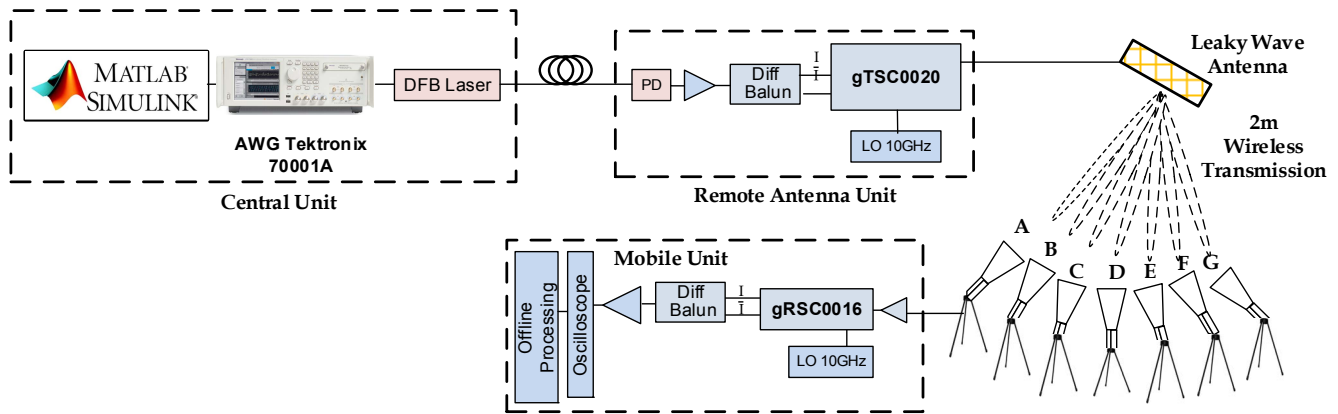 MATLAB®
SIMULINK®
AWG Tektronix
70001A
DFB Laser
Central Unit
PD
Diff
Balun
I
Ī
gTSC0020
LO 10GHz
Remote Antenna Unit
Leaky Wave
Antenna
2m
Wireless
Transmission
A
B
C
D
E
F
G
Mobile Unit
Offline
Processing
Oscilloscope
Diff
Balun
I
Ī
gRSC0016
LO 10GHz